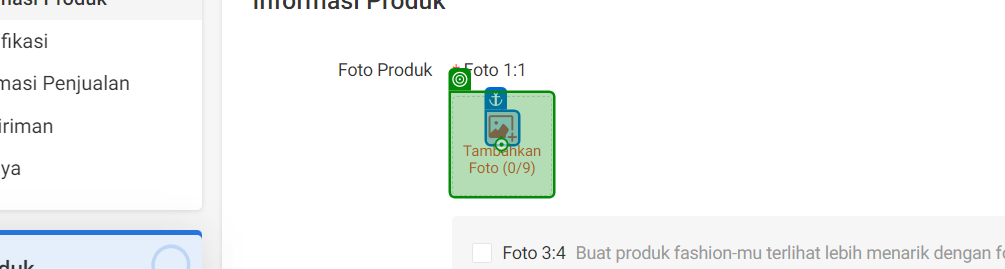 Informasi Produk
fikasi
masi Penjualan
iriman
ya
Foto Produk
* Foto 1:1
Tambahkan
Foto (0/9)
Foto 3:4 Buat produk fashion-mu terlihat lebih menarik dengan fo
duk